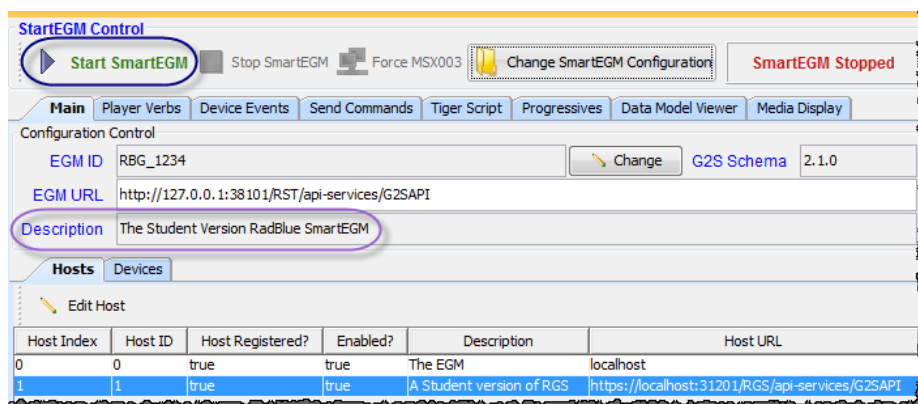 StartEGM Control
Start SmartEGM Stop SmartEGM Force MSX003 Change SmartEGM Configuration SmartEGM Stopped
Main Player Verbs Device Events Send Commands Tiger Script Progressives Data Model Viewer Media Display
Configuration Control
EGM ID RBG_1234 Change G2S Schema 2.1.0
EGM URL http://127.0.0.1:38101/RST/api-services/G2SAPI
Description The Student Version RadBlue SmartEGM
Hosts Devices
Edit Host
Host Index Host ID Host Registered? Enabled? Description Host URL
0 0 true true The EGM localhost
1 1 true true A Student version of RGS https://localhost:31201/RGS/api-services/G2SAPI